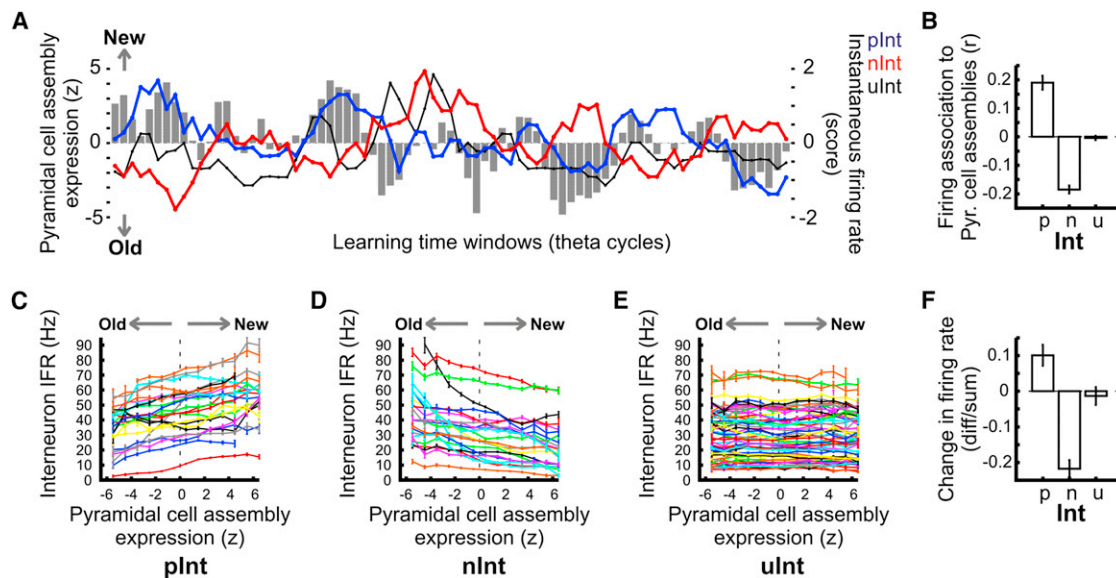 A
New
Old
Pyramidal cell assembly
expression (z)
5
0
-5
Learning time windows (theta cycles)
2
0
-2
Instantaneous firing rate
(score)
pInt
nInt
uInt
B
Firing association to
Pyr. cell assemblies (r)
0.2
0.1
0
-0.1
-0.2
p n u
Int
C
Old New
Interneuron IFR (Hz)
90
80
70
60
50
40
30
20
10
0
-6 -4 -2 0 2 4 6
Pyramidal cell assembly
expression (z)
pInt
D
Old New
Interneuron IFR (Hz)
90
80
70
60
50
40
30
20
10
0
-6 -4 -2 0 2 4 6
Pyramidal cell assembly
expression (z)
nInt
E
Old New
Interneuron IFR (Hz)
90
80
70
60
50
40
30
20
10
0
-6 -4 -2 0 2 4 6
Pyramidal cell assembly
expression (z)
uInt
F
Change in firing rate
(diff/sum)
0.1
0
-0.1
-0.2
p n u
Int